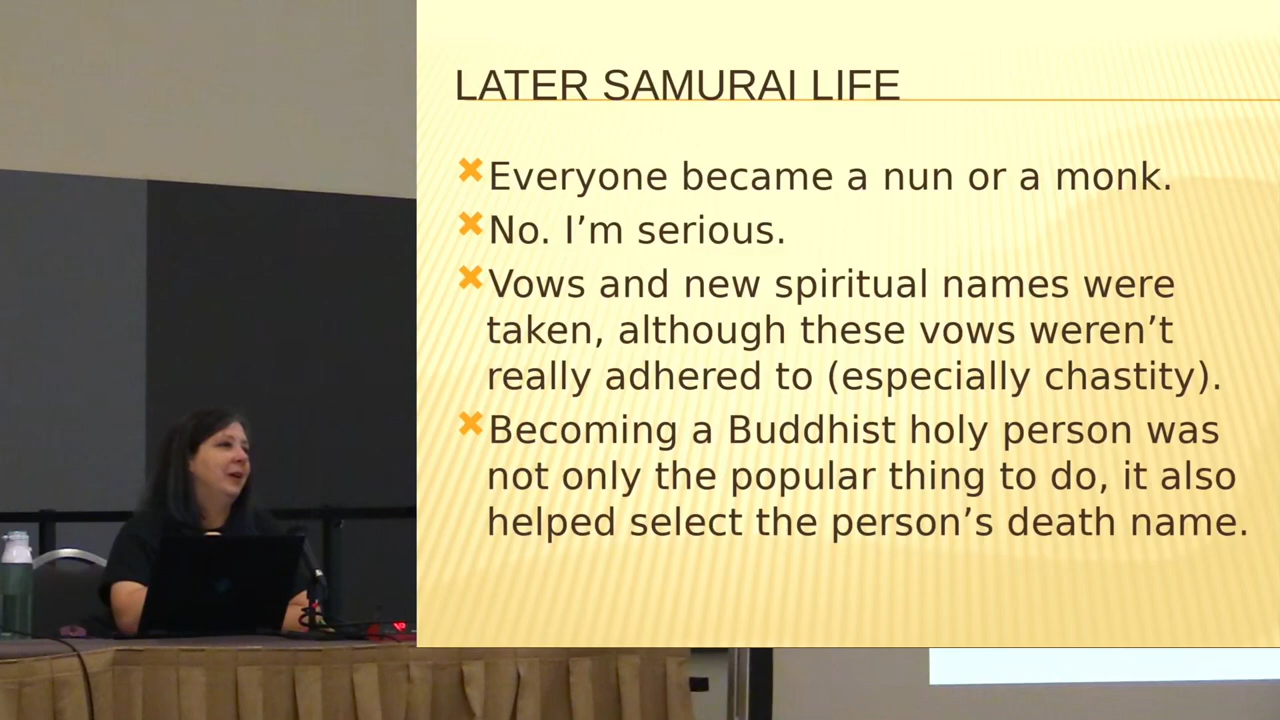 LATER SAMURAI LIFE
Everyone became a nun or a monk.
No. I’m serious.
Vows and new spiritual names were
taken, although these vows weren’t
really adhered to (especially chastity).
Becoming a Buddhist holy person was
not only the popular thing to do, it also
helped select the person’s death name.